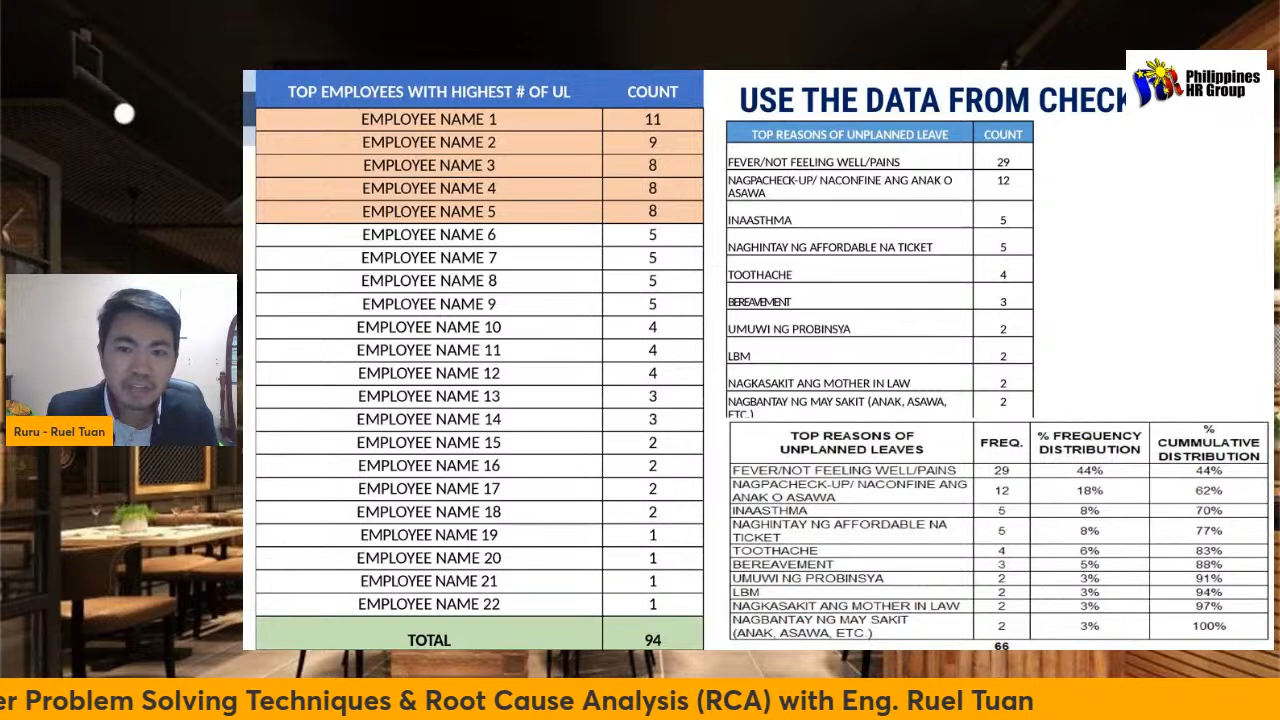 Philippines
HR Group
TOP EMPLOYEES WITH HIGHEST # OF UL COUNT
EMPLOYEE NAME 1 11
EMPLOYEE NAME 2 9
EMPLOYEE NAME 3 8
EMPLOYEE NAME 4 8
EMPLOYEE NAME 5 8
EMPLOYEE NAME 6 5
EMPLOYEE NAME 7 5
EMPLOYEE NAME 8 5
EMPLOYEE NAME 9 5
EMPLOYEE NAME 10 4
EMPLOYEE NAME 11 4
EMPLOYEE NAME 12 4
EMPLOYEE NAME 13 3
EMPLOYEE NAME 14 3
EMPLOYEE NAME 15 2
EMPLOYEE NAME 16 2
EMPLOYEE NAME 17 2
EMPLOYEE NAME 18 2
EMPLOYEE NAME 19 1
EMPLOYEE NAME 20 1
EMPLOYEE NAME 21 1
EMPLOYEE NAME 22 1
TOTAL 94
USE THE DATA FROM CHECK
TOP REASONS OF UNPLANNED LEAVE COUNT
FEVER/NOT FEELING WELL/PAINS 29
NAGPACHECK-UP/ NACONFINE ANG ANAK O 12
ASAWA
INAASTHMA 5
NAGHINTAY NG AFFORDABLE NA TICKET 5
TOOTHACHE 4
BEREAVEMENT 3
UMUWI NG PROBINSYA 2
LBM 2
NAGKASAKIT ANG MOTHER IN LAW 2
NAGBANTAY NG MAY SAKIT (ANAK, ASAWA, 2
ETC.)
TOP REASONS OF UNPLANNED LEAVES FREQ. % FREQUENCY DISTRIBUTION % CUMMULATIVE DISTRIBUTION
FEVER/NOT FEELING WELL/PAINS 29 44% 44%
NAGPACHECK-UP/ NACONFINE ANG
ANAK O ASAWA 12 18% 62%
INAASTHMA 5 8% 70%
NAGHINTAY NG AFFORDABLE NA
TICKET 5 8% 77%
TOOTHACHE 4 6% 83%
BEREAVEMENT 3 5% 88%
UMUWI NG PROBINSYA 2 3% 91%
LBM 2 3% 94%
NAGKASAKIT ANG MOTHER IN LAW 2 3% 97%
NAGBANTAY NG MAY SAKIT
(ANAK, ASAWA, ETC.) 2 3% 100%
66
Ruru - Ruel Tuan
er Problem Solving Techniques & Root Cause Analysis (RCA) with Eng. Ruel Tuan